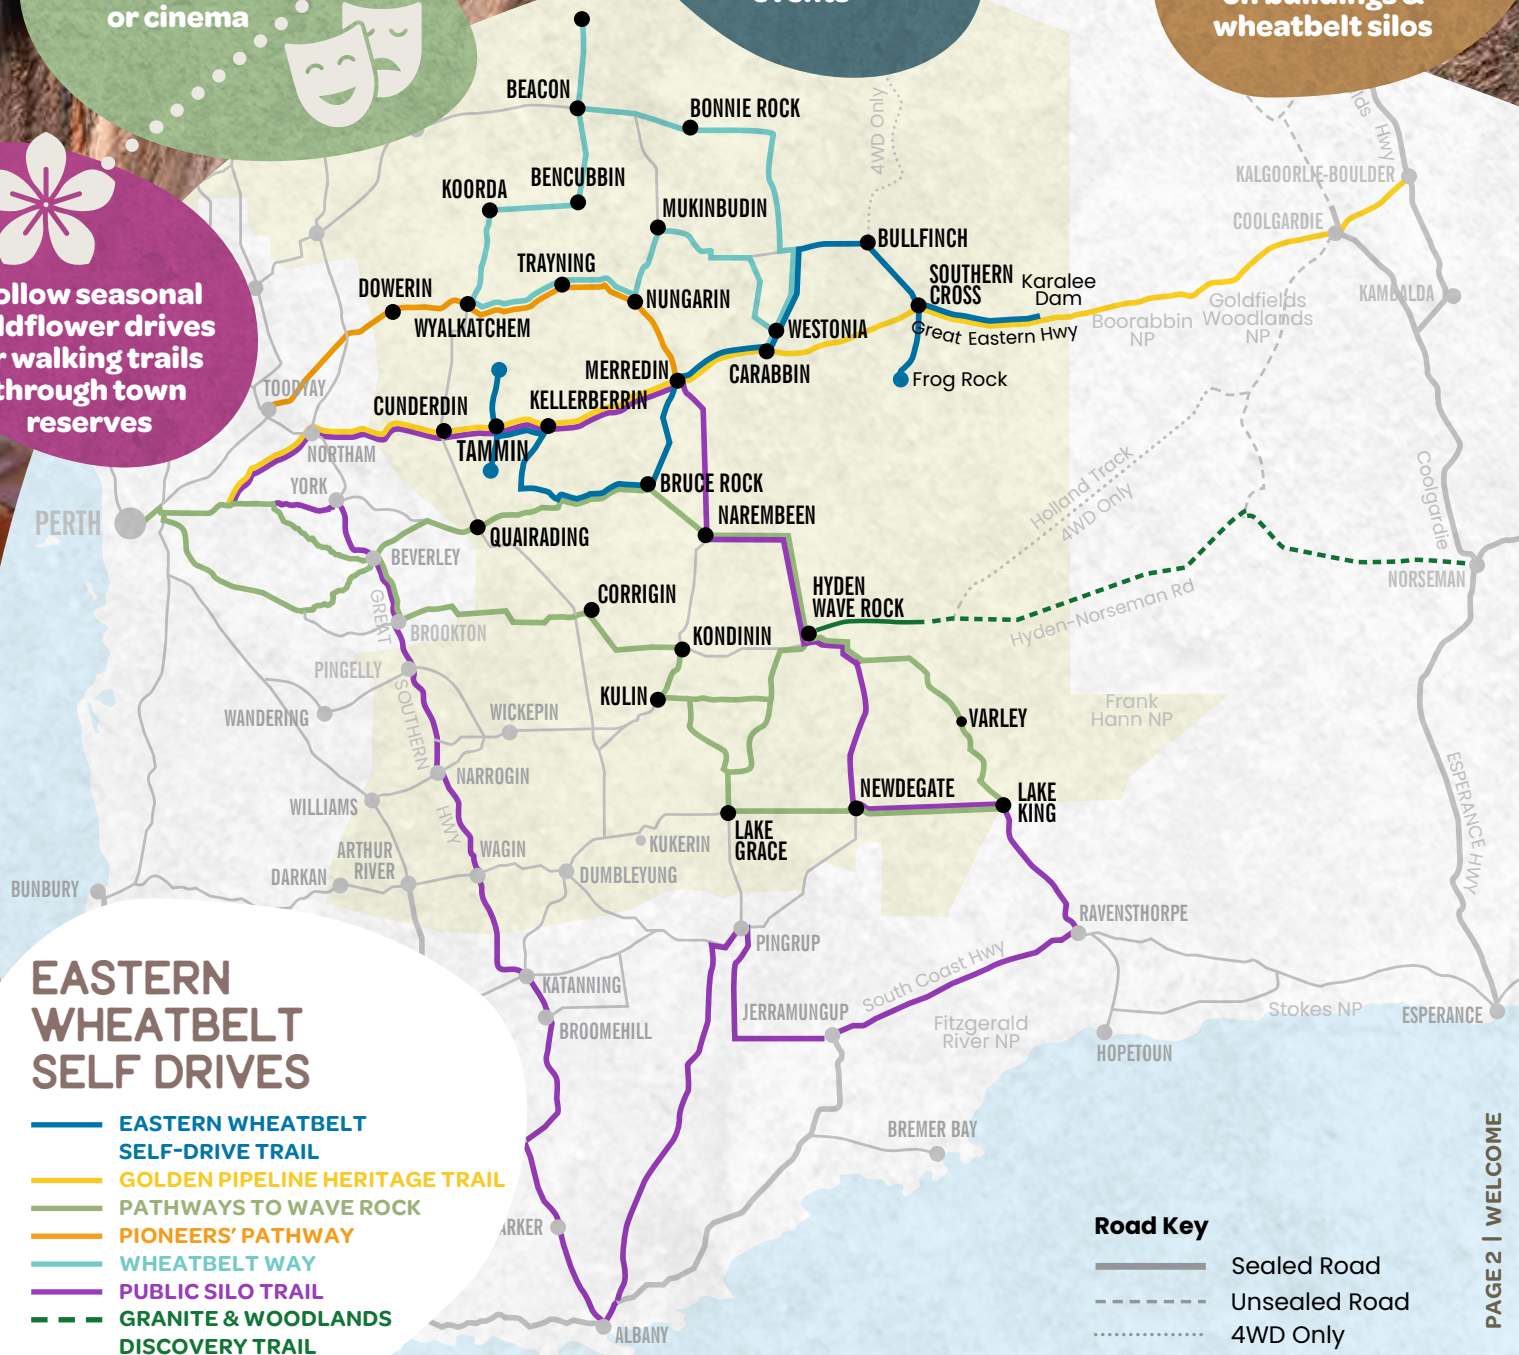 or cinema
wheatbelt silos
ollow seasonal
ldflower drives
r walking trails
through town
reserves
BEACON
BONNIE ROCK
4WD Only
Hwy
KALGOORLIE-BOULDER
COOLGARDIE
KAMBALDA
BENCUBBIN
KOORDA
MUKINBUDIN
BULLFINCH
TRAYNING
DOWERIN
NUNGARIN
WYALKATCHEM
SOUTHERN
CROSS
Karalee
Dam
WESTONIA
Great Eastern Hwy
Boorabbin
NP
Goldfields
Woodlands
NP
MERREDIN
CARABBIN
Frog Rock
TOODYAY
CUNDERDIN
KELLERBERRIN
TAMMIN
NORTHAM
YORK
PERTH
BRUCE ROCK
NAREMBEEN
QUAIRADING
BEVERLEY
Holland Track
4WD Only
Coolgardie
NORSEMAN
Hyden-Norseman Rd
CORRIGIN
HYDEN
WAVE ROCK
GREAT
BROOKTON
KONDININ
PINGELLY
KULIN
SOUTHERN
WANDERING
WICKEPIN
VARLEY
Frank
Hann NP
NARROGIN
WILLIAMS
HWY
NEWDEGATE
LAKE
KING
LAKE
GRACE
KUKERIN
ESPERANCE HWY
ARTHUR
RIVER
WAGIN
DARKAN
DUMBLEYUNG
BUNBURY
RAVENSTHORPE
PINGRUP
KATANNING
BROOMEHILL
JERRAMUNGUP
South Coast Hwy
Fitzgerald
River NP
Stokes NP
ESPERANCE
HOPETOUN
BREMER BAY
ARKER
ALBANY
EASTERN
WHEATBELT
SELF DRIVES
EASTERN WHEATBELT
SELF-DRIVE TRAIL
GOLDEN PIPELINE HERITAGE TRAIL
PATHWAYS TO WAVE ROCK
PIONEERS' PATHWAY
WHEATBELT WAY
PUBLIC SILO TRAIL
GRANITE & WOODLANDS
DISCOVERY TRAIL
Road Key
Sealed Road
Unsealed Road
4WD Only
PAGE 2 | WELCOME